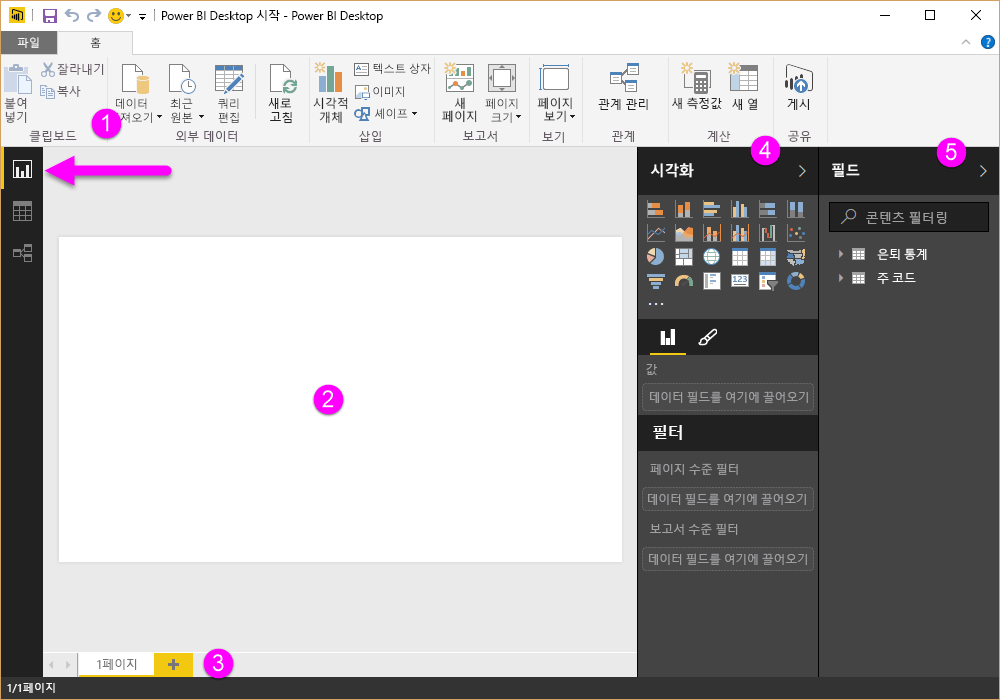 Power BI Desktop 시작 - Power BI Desktop
파일
홈
잘라내기
복사
붙여
넣기
클립보드
1
데이터
져오기
최근
원본
쿼리
편집
외부 데이터
새로
고침
시각적
개체
텍스트 상자
이미지
셰이프
삽입
새
페이지
페이지
크기
보고서
페이지
보기
보기
관계 관리
관계
새 측정값
새 열
계산
게시
공유
시각화
4
필드
5
콘텐츠 필터링
은퇴 통계
주 코드
123
값
데이터 필드를 여기에 끌어오기
필터
페이지 수준 필터
데이터 필드를 여기에 끌어오기
보고서 수준 필터
데이터 필드를 여기에 끌어오기
2
1페이지
3
1/1페이지